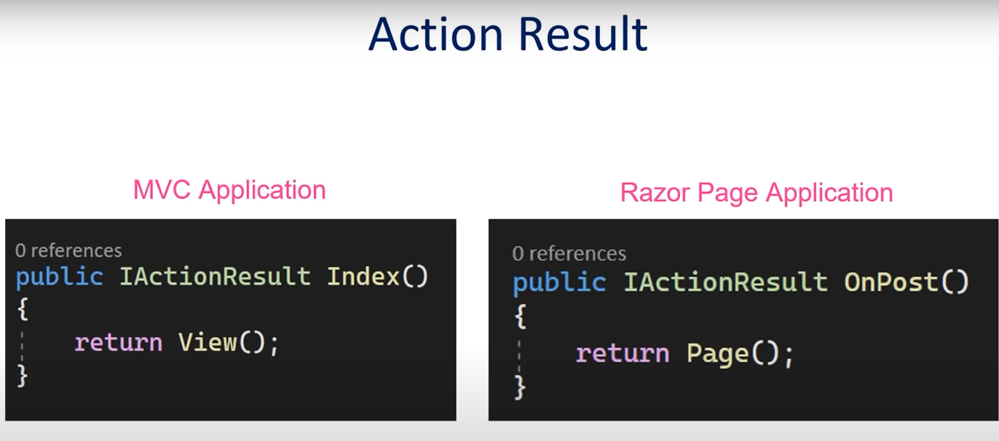 Action Result
MVC Application
0 references
public IActionResult Index()
{
return View();
}
Razor Page Application
0 references
public IActionResult OnPost()
{
return Page();
}